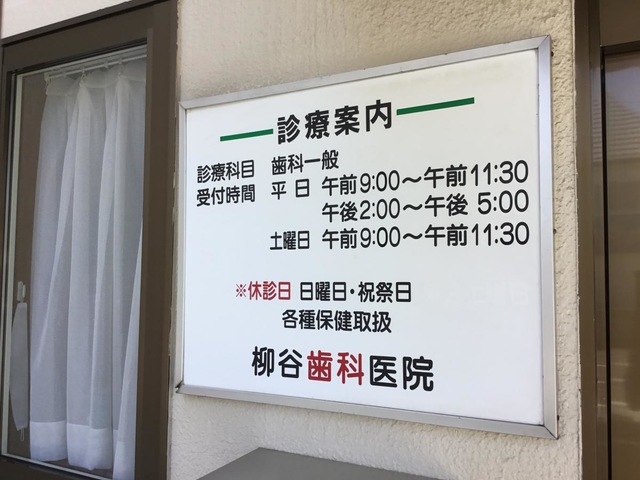 診療案内
診療科目 歯科一般
受付時間 平日 午前9:00～午前11:30
午後2:00～午後5:00
土曜日 午前9:00～午前11:30
※休診日 日曜日・祝祭日
各種保健取扱
柳谷歯科医院